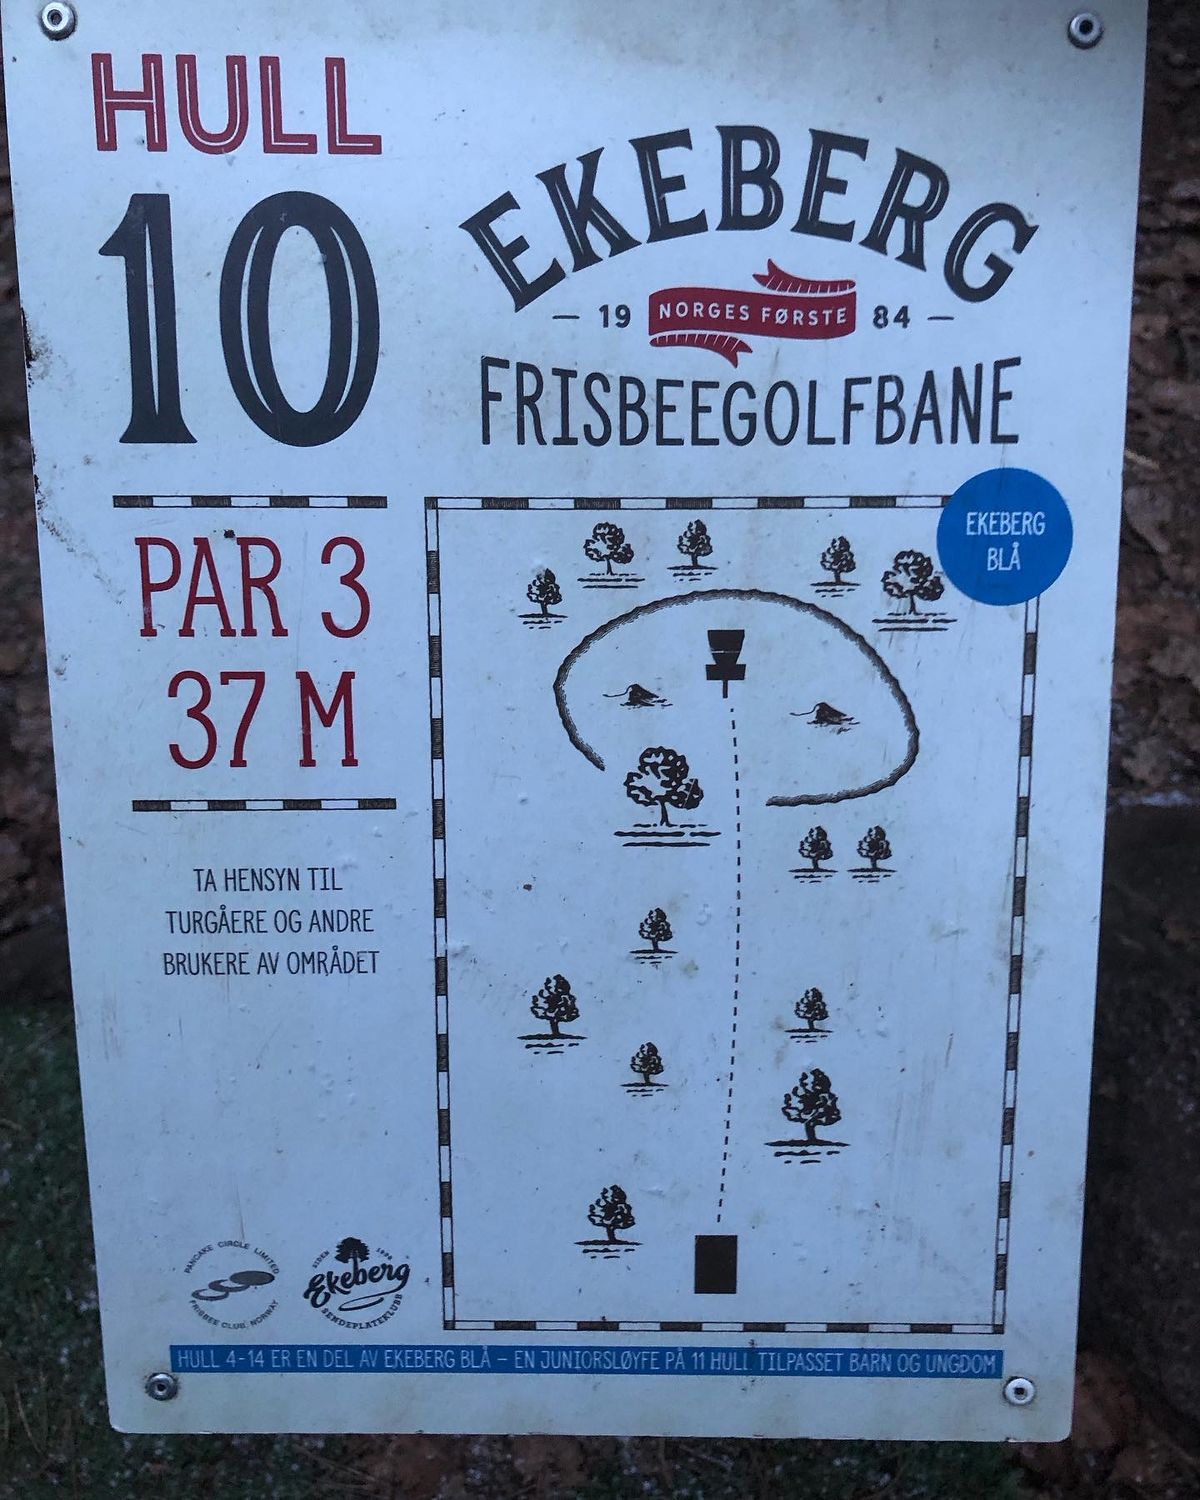 HULL
10
EKEBERG
19 NORGES FØRSTE 84
FRISBEEGOLFBANE
PAR 3
37 M
EKEBERG
BLÅ
TA HENSYN TIL
TURGÅERE OG ANDRE
BRUKERE AV OMRÅDET
PANCAKE CIRCLE LIMITED
FRISBEE CLUB, NORWAY
SIDEN
Ekeberg
SENDEPLATEKLUBB
HULL 4-14 ER EN DEL AV EKEBERG BLÅ – EN JUNIORSLØYFE PÅ 11 HULL TILPASSET BARN OG UNGDOM